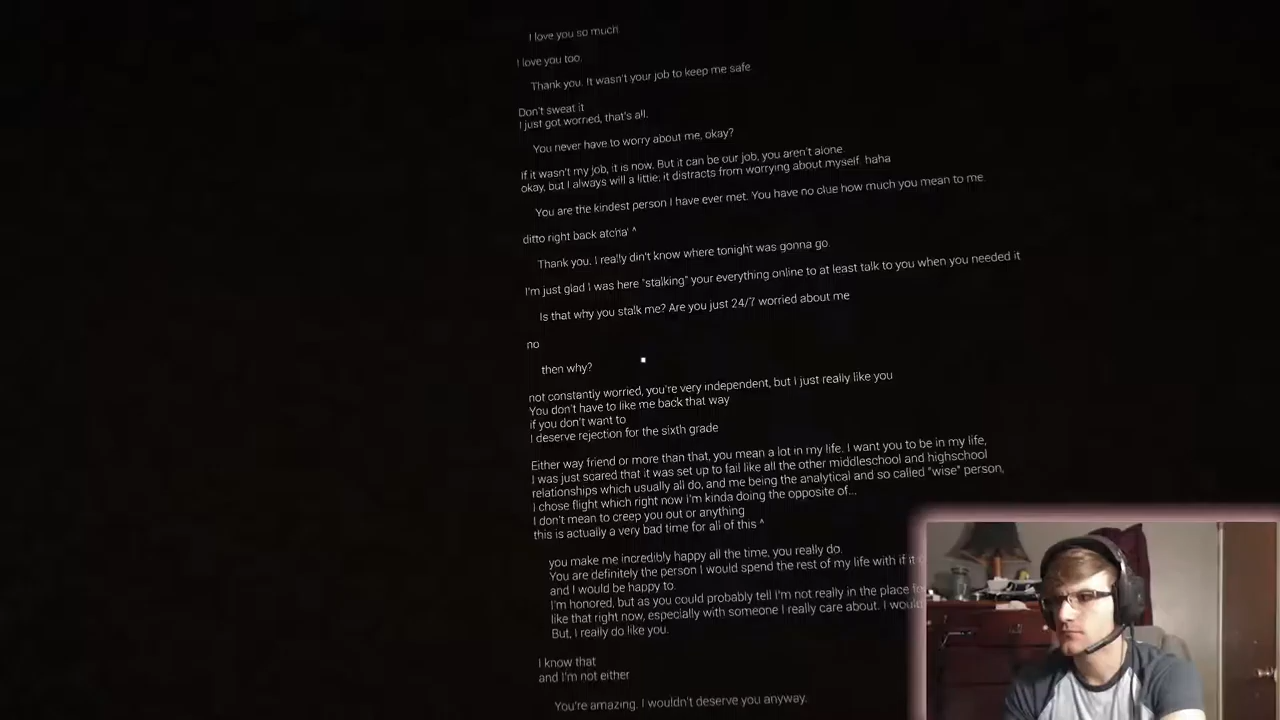 I love you so much
I love you too.
Thank you. It wasn't your job to keep me safe
Don't sweat it
I just got worried, that's all.
You never have to worry about me, okay?
If it wasn't my job, it is now. But it can be our job, you aren't alone
okay, but I always will a little; it distracts from worrying about myself. haha
You are the kindest person I have ever met. You have no clue how much you mean to me.
ditto right back atcha' ^
Thank you. I really din't know where tonight was gonna go.
I'm just glad I was here "stalking" your everything online to at least talk to you when you needed it
Is that why you stalk me? Are you just 24/7 worried about me
no
then why?
not constantly worried, you're very independent, but I just really like you
You don't have to like me back that way
if you don't want to
I deserve rejection for the sixth grade
Either way friend or more than that, you mean a lot in my life. I want you to be in my life,
I was just scared that it was set up to fail like all the other middleschool and highschool
relationships which usually all do, and me being the analytical and so called "wise" person,
I chose flight which right now I'm kinda doing the opposite of...
I don't mean to creep you out or anything
this is actually a very bad time for all of this ^
you make me incredibly happy all the time, you really do.
You are definitely the person I would spend the rest of my life with if it
and I would be happy to.
I'm honored, but as you could probably tell I'm not really in the place
like that right now, especially with someone I really care about. I would
But, I really do like you.
I know that
and I'm not either
You're amazing. I wouldn't deserve you anyway.